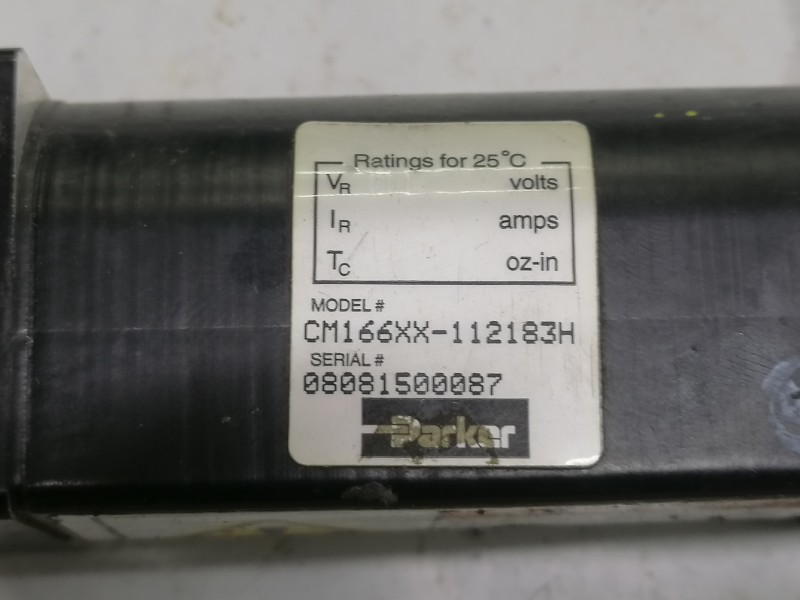 Ratings for 25°C
VR volts
IR amps
TC oz-in
MODEL #
CM166XX-112183H
SERIAL #
08081500087
Parker